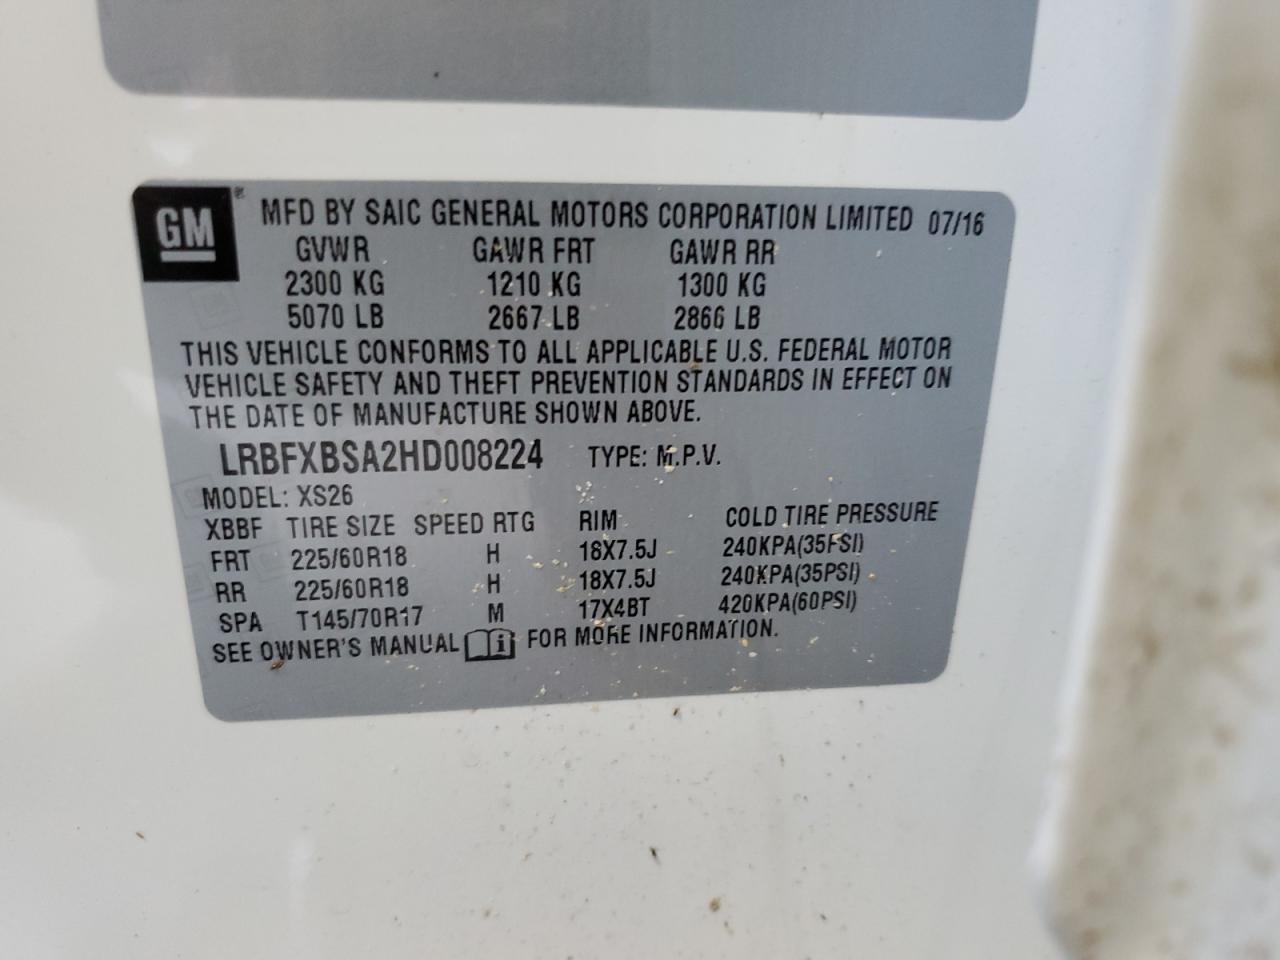 GM® MFD BY SAIC GENERAL MOTORS CORPORATION LIMITED 07/16
GVWR GAWR FRT GAWR RR
2300 KG 1210 KG 1300 KG
5070 LB 2667 LB 2866 LB
THIS VEHICLE CONFORMS TO ALL APPLICABLE U.S. FEDERAL MOTOR
VEHICLE SAFETY AND THEFT PREVENTION STANDARDS IN EFFECT ON
THE DATE OF MANUFACTURE SHOWN ABOVE.
LRBFXBSA2HD008224 TYPE: M.P.V.
MODEL: XS26
XBBF TIRE SIZE SPEED RTG RIM COLD TIRE PRESSURE
FRT 225/60R18 H 18X7.5J 240KPA(35PSI)
RR 225/60R18 H 18X7.5J 240KPA(35PSI)
SPA T145/70R17 M 17X4BT 420KPA(60PSI)
SEE OWNER'S MANUAL i FOR MORE INFORMATION.